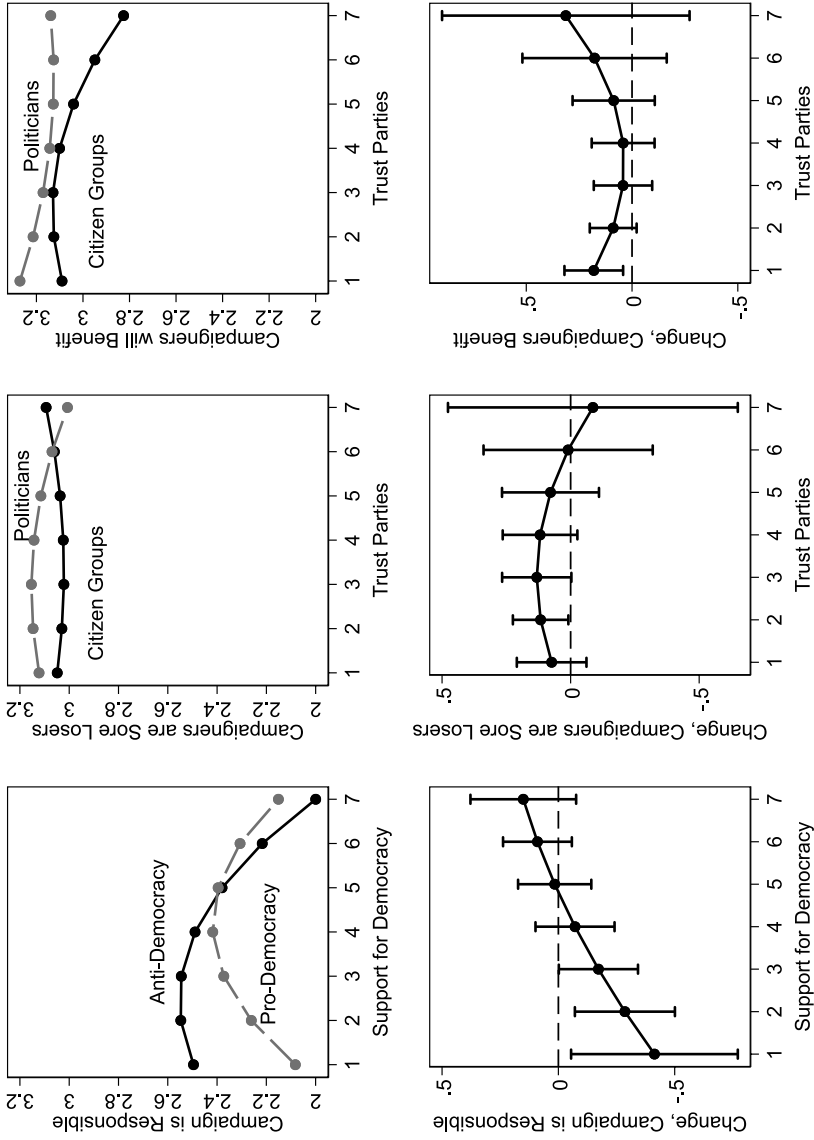 Campaign is Responsible
3.2
3
2.8
2.6
2.4
2.2
2
Anti-Democracy
Pro-Democracy
1 2 3 4 5 6 7
Support for Democracy
Campaigners are Sore Losers
3.2
3
2.8
2.6
2.4
2.2
2
Politicians
Citizen Groups
1 2 3 4 5 6 7
Trust Parties
Campaigners will Benefit
3.2
3
2.8
2.6
2.4
2.2
2
Politicians
Citizen Groups
1 2 3 4 5 6 7
Trust Parties
Change, Campaign is Responsible
.5
0
-.5
1 2 3 4 5 6 7
Support for Democracy
Change, Campaigners are Sore Losers
.5
0
-.5
1 2 3 4 5 6 7
Trust Parties
Change, Campaigners Benefit
.5
0
-.5
1 2 3 4 5 6 7
Trust Parties